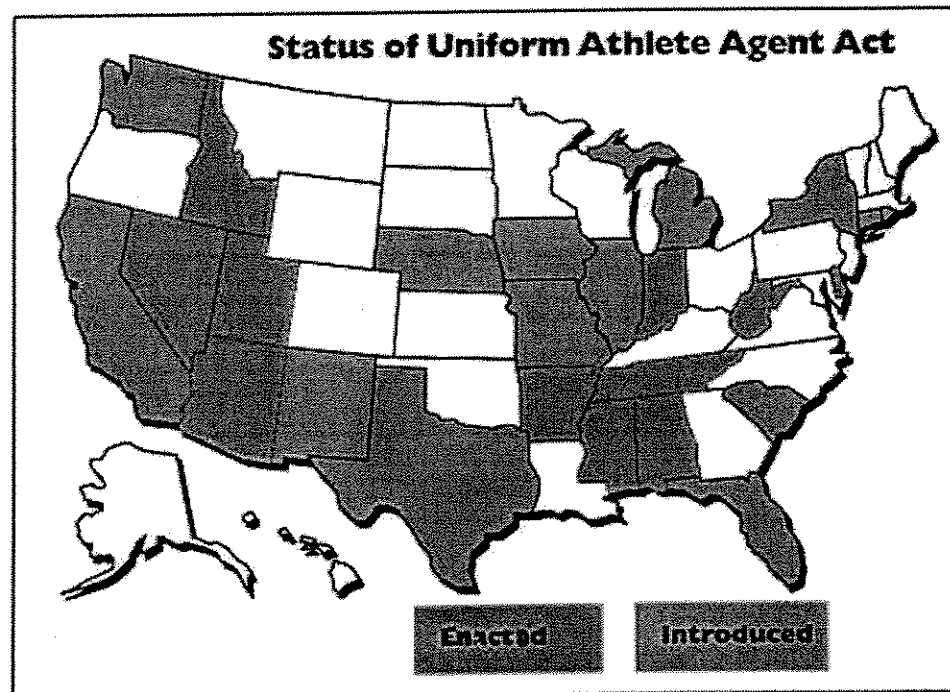 Status of Uniform Athlete Agent Act
Enacted
Introduced